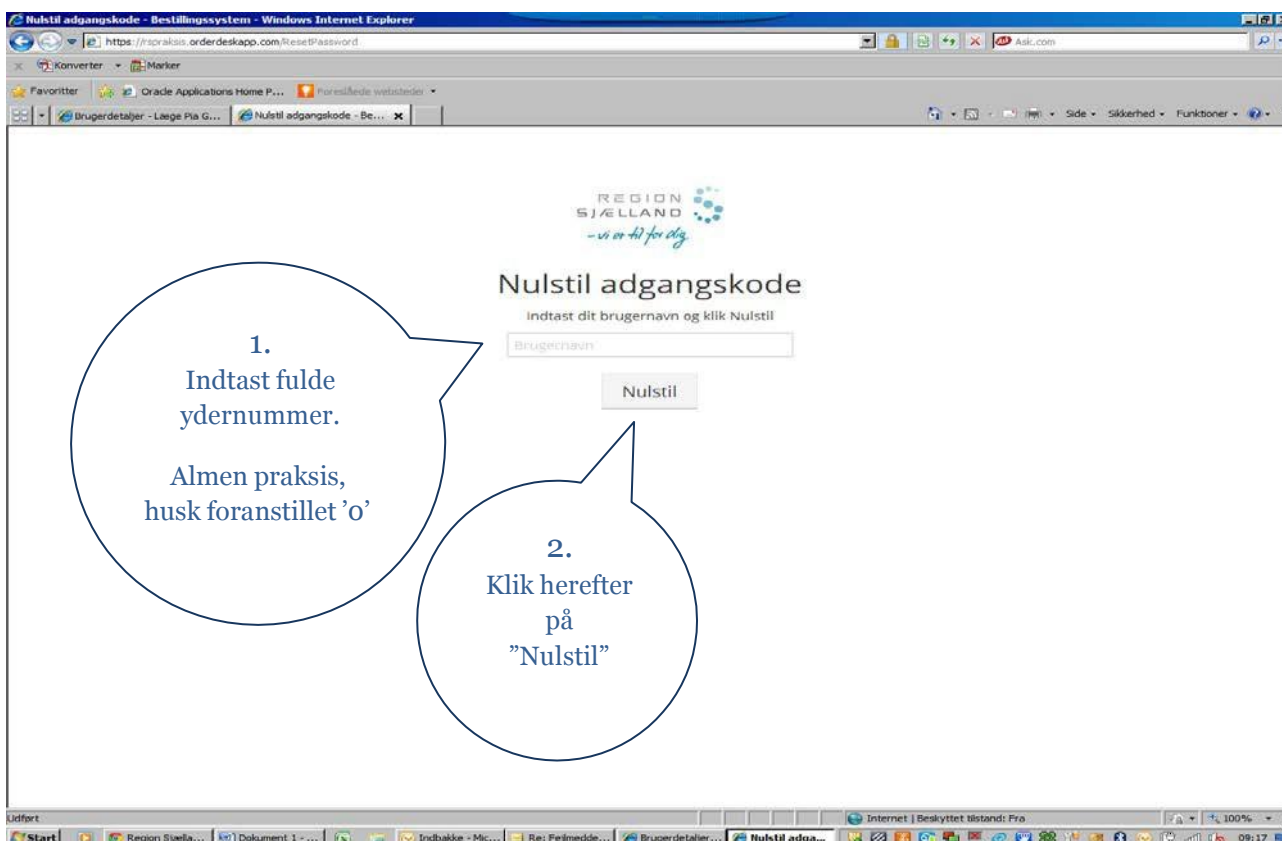 Nulstil adgangskode - Bestillingssystem - Windows Internet Explorer
https://rspraksis.orderdeskapp.com/ResetPassword
Ask.com
Konverter
Marker
Favoritter
Oracle Applications Home P...
Foreslåede websteder
Brugerdetaljer - Læge Pia G...
Nulstil adgangskode - Be...
Side
Sikkerhed
Funktioner
REGION
SJÆLLAND
- vi er til for dig
Nulstil adgangskode
Indtast dit brugernavn og klik Nulstil
Brugernavn
Nulstil
1.
Indtast fulde
ydernummer.
Almen praksis,
husk foranstillet ’0’
2.
Klik herefter
på
”Nulstil”
Udført
Internet | Beskyttet tilstand: Fra
100%
Start
Region Sjælla...
Dokument 1 - ...
Indbakke - Mic...
Re: Fejlmedde...
Brugerdetaljer...
Nulstil adga...
09:17